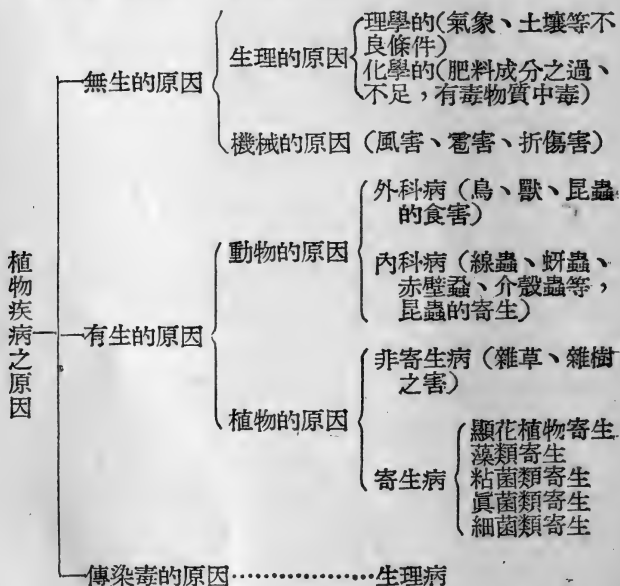 植物疾病之原因
無生的原因
生理的原因
理學的(氣象、土壤等不
良條件)
化學的(肥料成分之過、
不足,有毒物質中毒)
機械的原因(風害、雹害、折傷害)
有生的原因
動物的原因
外科病(鳥、獸、昆蟲
的食害)
內科病(線蟲、蚜蟲、
赤壁蝨、介殼蟲等,
昆蟲的寄生)
植物的原因
非寄生病(雜草、雜樹
之害)
寄生病
顯花植物寄生
藻類寄生
粘菌類寄生
眞菌類寄生
細菌類寄生
傳染毒的原因…………生理病